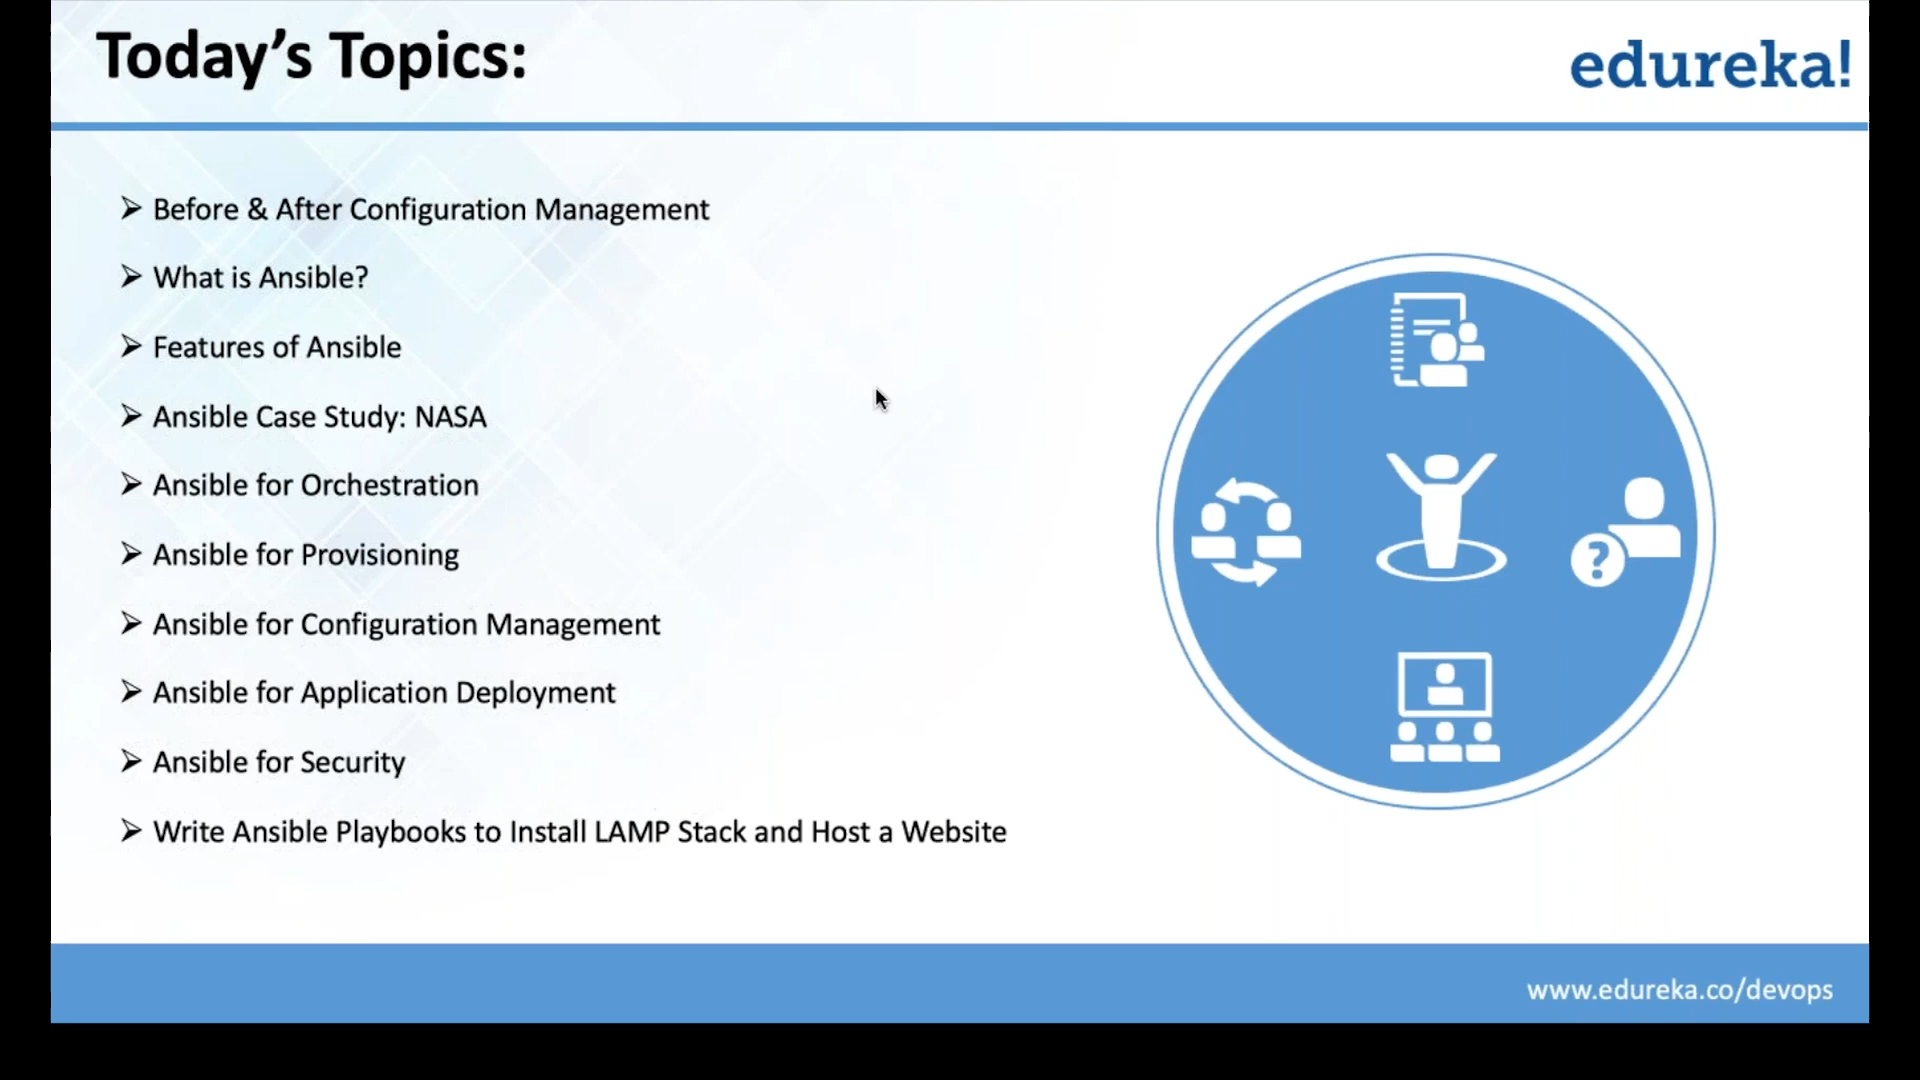 Today's Topics:
edureka!
Before & After Configuration Management
What is Ansible?
Features of Ansible
Ansible Case Study: NASA
Ansible for Orchestration
Ansible for Provisioning
Ansible for Configuration Management
Ansible for Application Deployment
Ansible for Security
Write Ansible Playbooks to Install LAMP Stack and Host a Website
?
www.edureka.co/devops